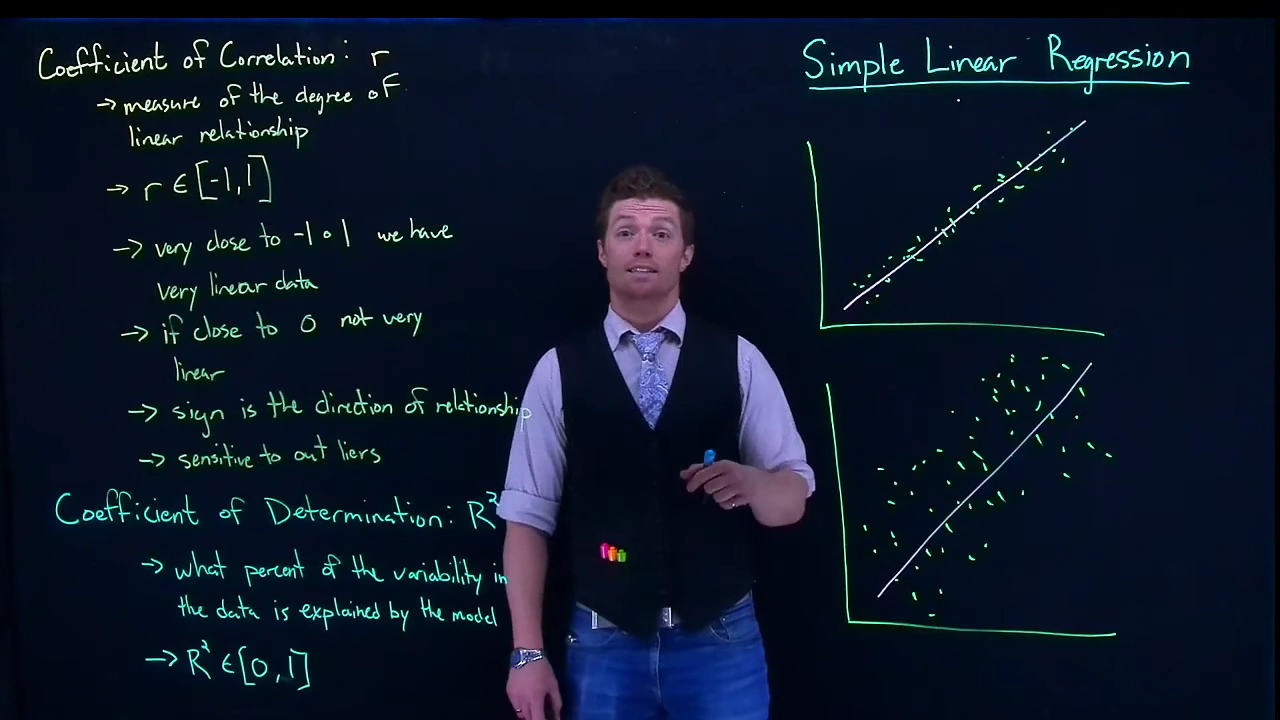 Coefficient of Correlation: r
→ measure of the degree of
linear relationship
→ r ∈ [-1,1]
→ very close to -1 o 1 we have
very linear data
→ if close to 0 not very
linear
→ sign is the direction of relationship
→ sensitive to out liers
Coefficient of Determination: R²
→ what percent of the variability in
the data is explained by the model
→ R² ∈ [0,1]
Simple Linear Regression